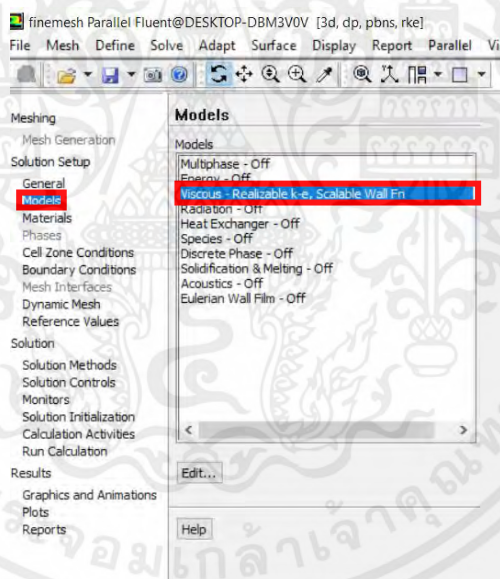 finemesh Parallel Fluent@DESKTOP-DBM3V0V [3d, dp, pbns, rke]
File Mesh Define Solve Adapt Surface Display Report Parallel Vi
Meshing
Mesh Generation
Solution Setup
General
Models
Materials
Phases
Cell Zone Conditions
Boundary Conditions
Mesh Interfaces
Dynamic Mesh
Reference Values
Solution
Solution Methods
Solution Controls
Monitors
Solution Initialization
Calculation Activities
Run Calculation
Results
Graphics and Animations
Plots
Reports
Models
Models
Multiphase - Off
Energy - Off
Viscous - Realizable k-e, Scalable Wall Fn
Radiation - Off
Heat Exchanger - Off
Species - Off
Discrete Phase - Off
Solidification & Melting - Off
Acoustics - Off
Eulerian Wall Film - Off
Edit...
Help